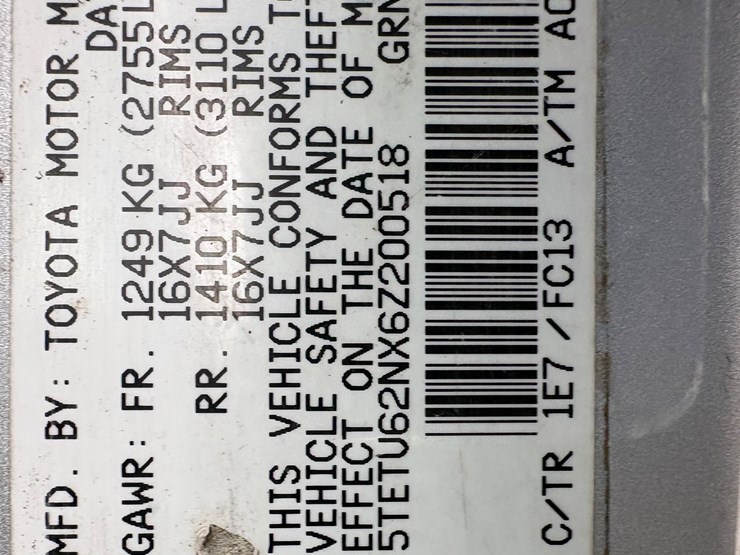 MFD. BY: TOYOTA MOTOR M
DA
GAWR: FR. 1249 KG (2755L
16X7JJ RIMS
RR. 1410 KG (3110 L
16X7JJ RIMS
THIS VEHICLE CONFORMS T
VEHICLE SAFETY AND THEF
EFFECT ON THE DATE OF M
5TETU62NX6Z200518 GRN
C/TR 1E7 / FC13 A/TM AC